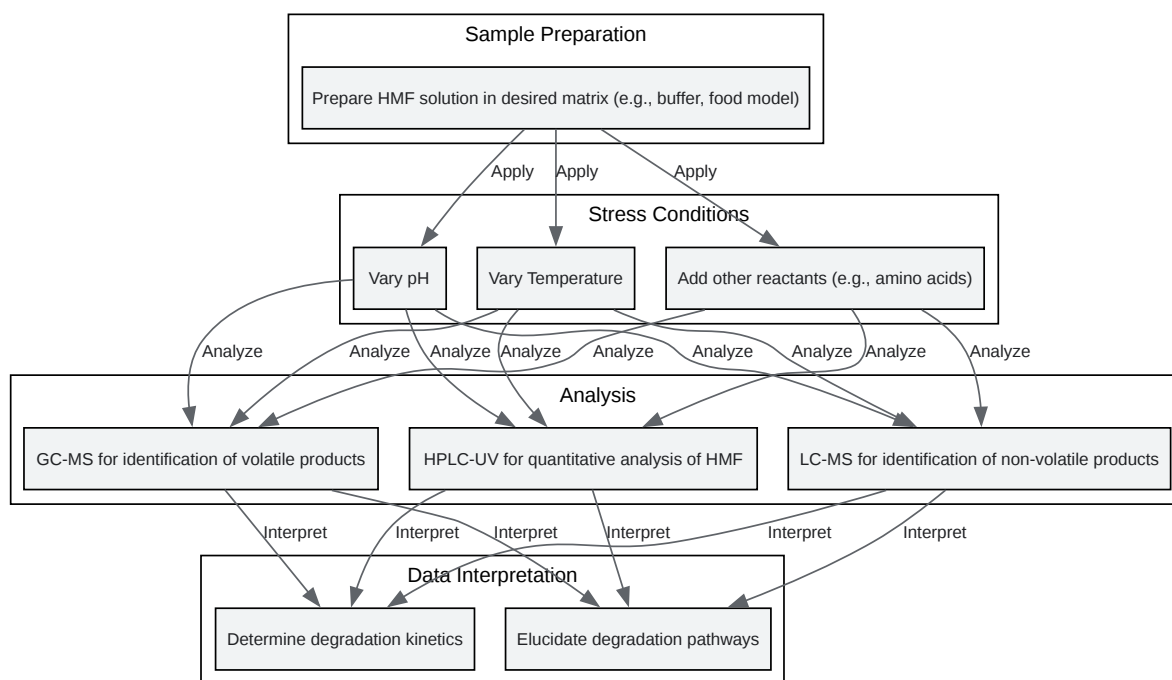 Sample Preparation
Prepare HMF solution in desired matrix (e.g., buffer, food model)
Apply
Apply
Apply
Stress Conditions
Vary pH
Vary Temperature
Add other reactants (e.g., amino acids)
Analyze
Analyze
Analyze
Analyze
Analyze
Analyze
Analyze
Analyze
Analyze
Analysis
GC-MS for identification of volatile products
HPLC-UV for quantitative analysis of HMF
LC-MS for identification of non-volatile products
Interpret
Interpret
Interpret
Interpret
Interpret
Interpret
Data Interpretation
Determine degradation kinetics
Elucidate degradation pathways